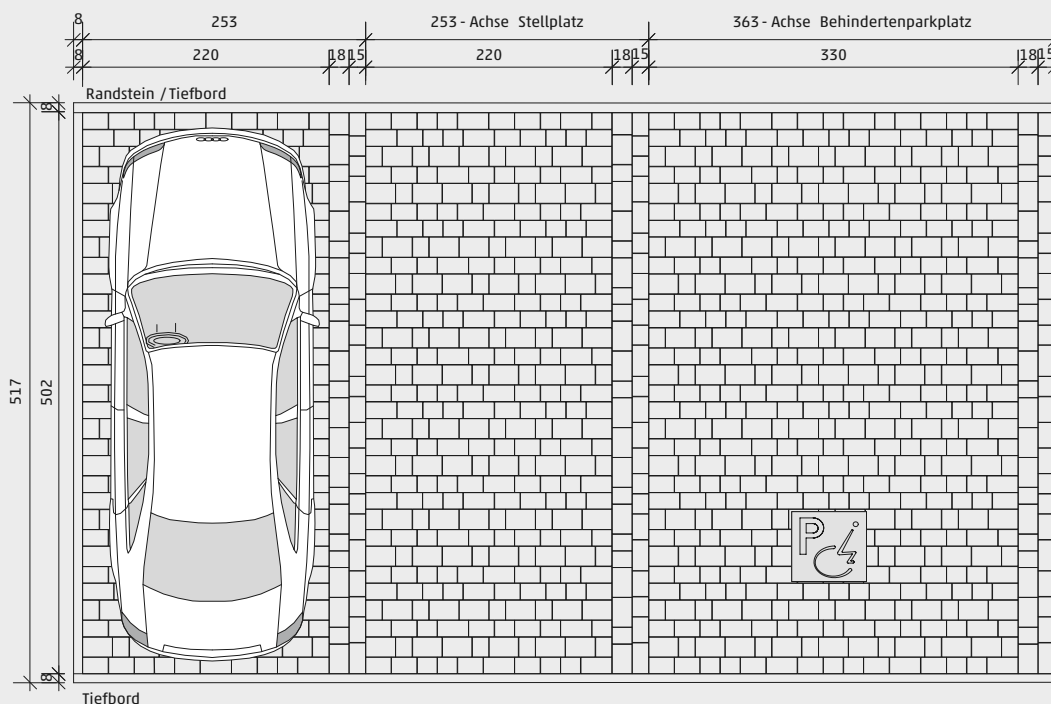 8 253 253 - Achse Stellplatz 363 - Achse Behindertenparkplatz
8 220 18 15 220 18 15 330 18 15
Randstein / Tiefbord
8
517 502
P
8
Tiefbord